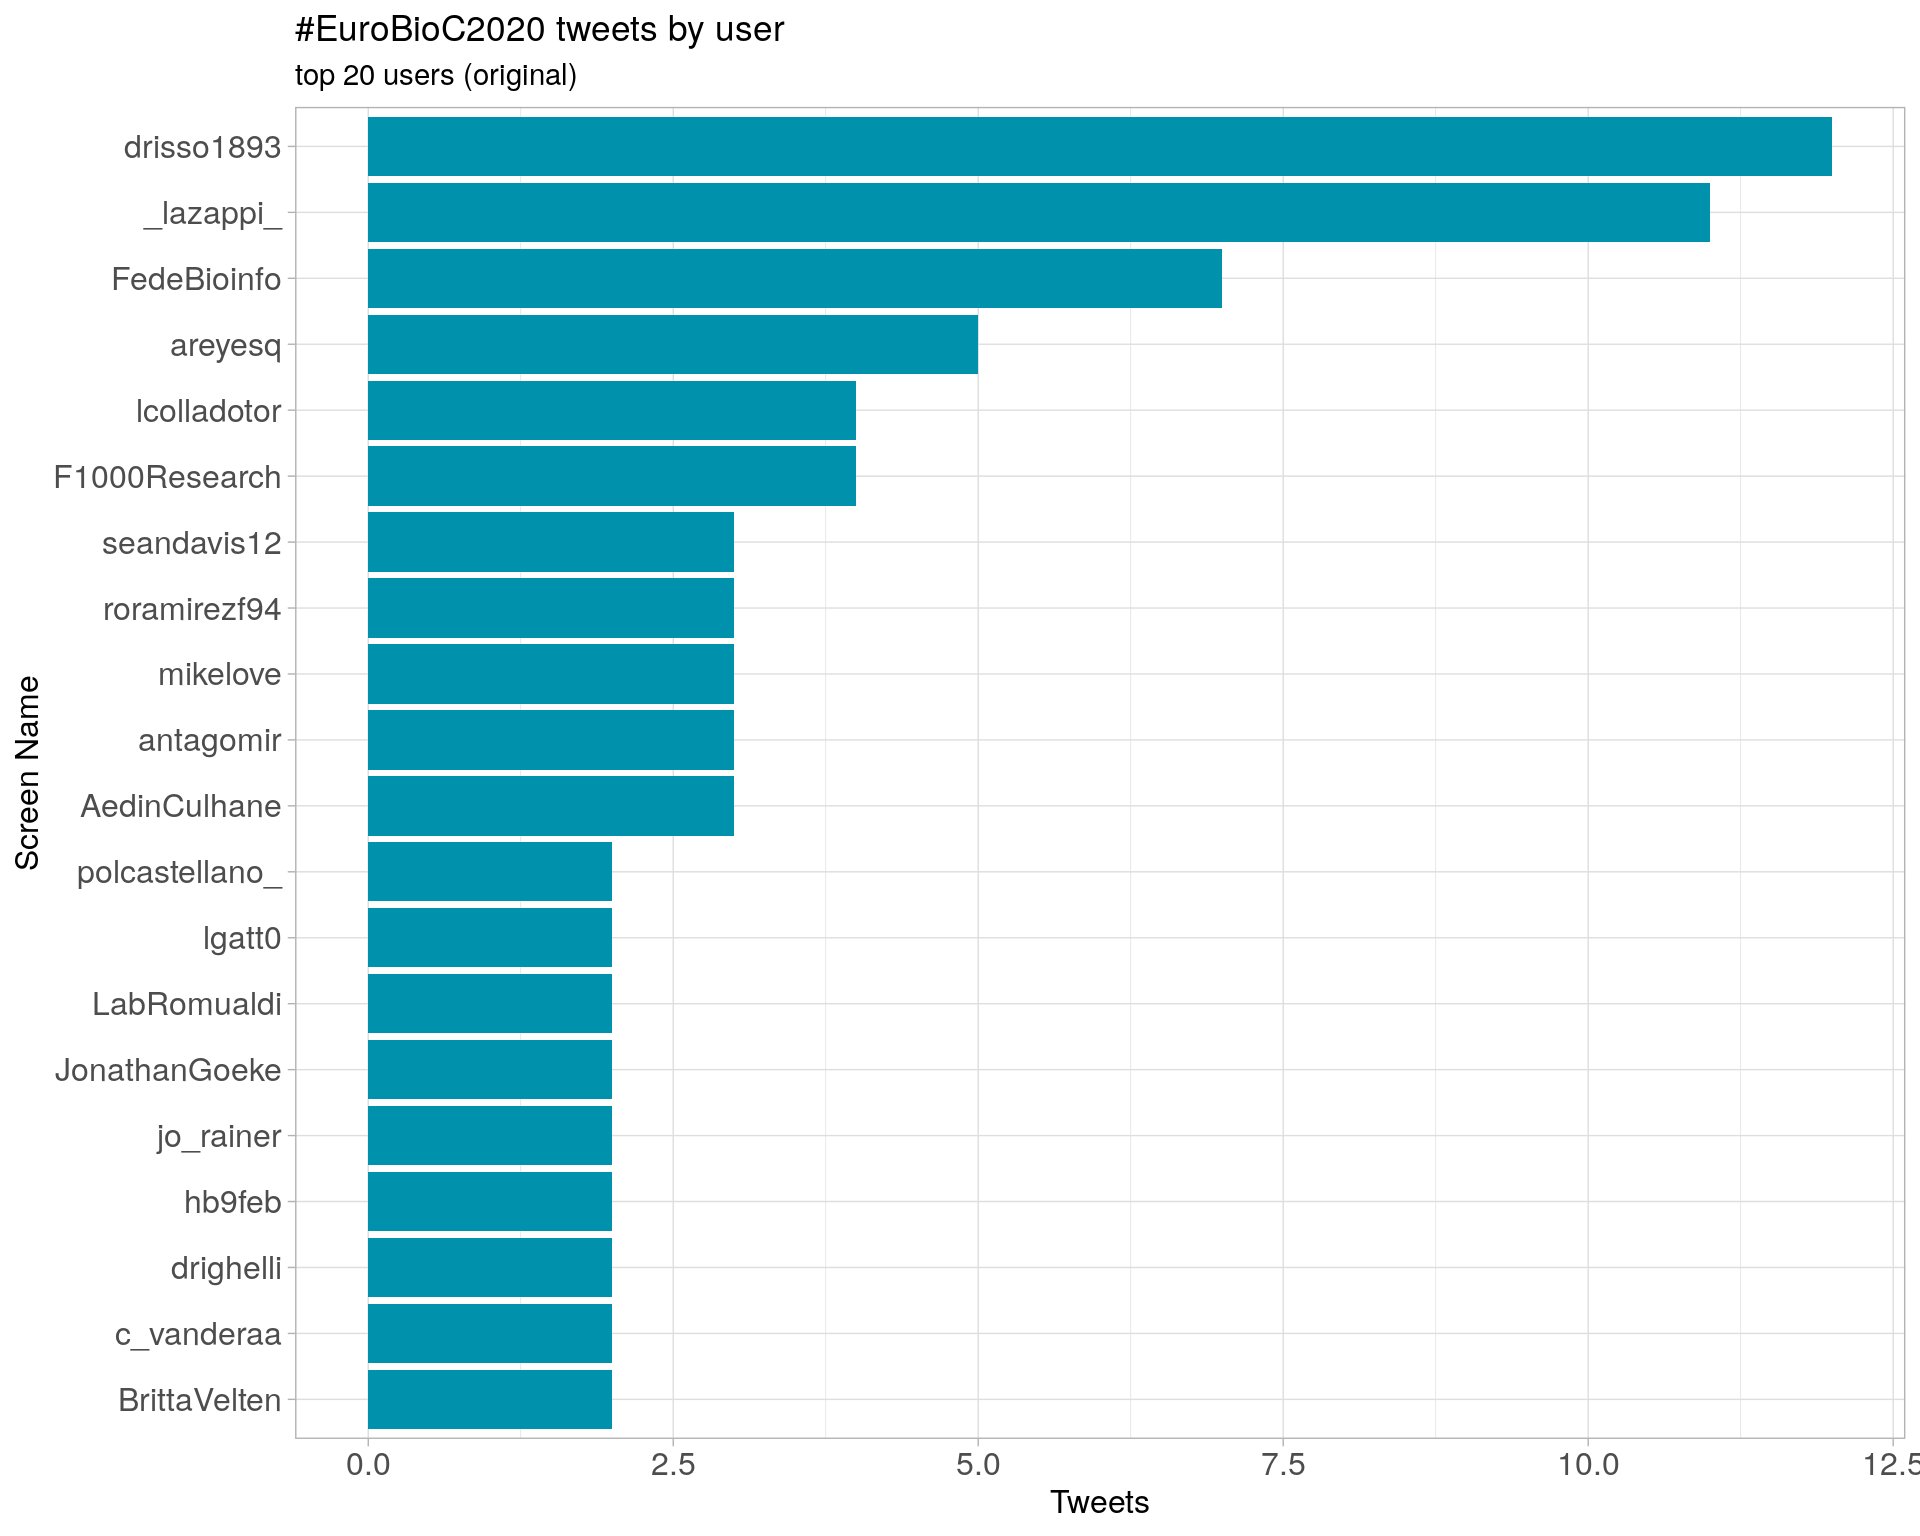 #EuroBioC2020 tweets by user
top 20 users (original)
drisso1893
_lazappi_
FedeBioinfo
areyesq
lcolladotor
F1000Research
seandavis12
roramirezf94
mikelove
antagomir
AedinCulhane
polcastellano_
lgatt0
LabRomualdi
JonathanGoeke
jo_rainer
hb9feb
drighelli
c_vanderaa
BrittaVelten
Screen Name
0.0 2.5 5.0 7.5 10.0 12.5
Tweets